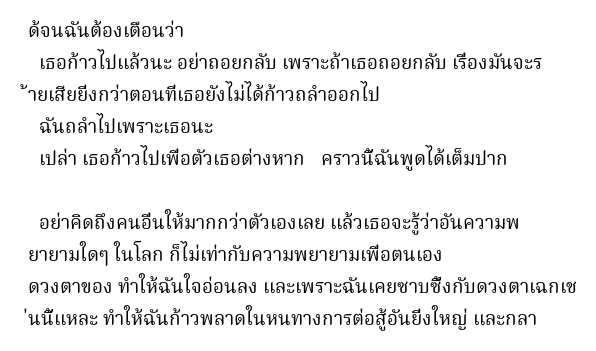 ด้จนฉันต้องเตือนว่า
เธอก้าวไปแล้วนะ อย่าถอยกลับ เพราะถ้าเธอถอยกลับ เรื่องมันจะร
้ายเสียยิ่งกว่าตอนที่เธอยังไม่ได้ก้าวถลำออกไป
ฉันถลำไปเพราะเธอนะ
เปล่า เธอก้าวไปเพื่อตัวเธอต่างหาก คราวนี้ฉันพูดได้เต็มปาก
อย่าคิดถึงคนอื่นให้มากกว่าตัวเองเลย แล้วเธอจะรู้ว่าอันความพ
ยายามใดๆ ในโลก ก็ไม่เท่ากับความพยายามเพื่อตนเอง
ดวงตาของ ทำให้ฉันใจอ่อนลง และเพราะฉันเคยซาบซึ้งกับดวงตาเฉกเช
่นนี้แหละ ทำให้ฉันก้าวพลาดในหนทางการต่อสู้อันยิ่งใหญ่ และกลา